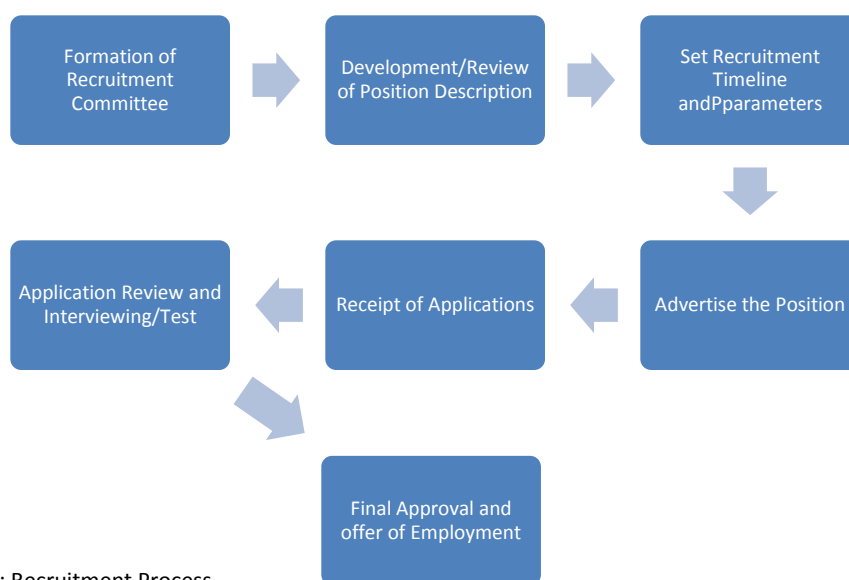 Formation of
Recruitment
Committee
Development/Review
of Position Description
Set Recruitment
Timeline
andPparameters
Advertise the Position
Receipt of Applications
Application Review and
Interviewing/Test
Final Approval and
offer of Employment
: Recruitment Process